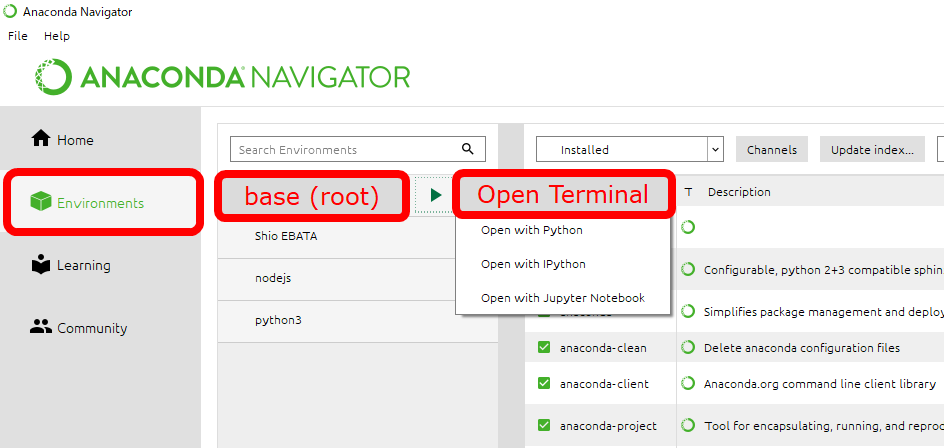 Anaconda Navigator
File Help
ANACONDA NAVIGATOR
Home
Environments
Learning
Community
Search Environments
base (root)
Shio EBATA
nodejs
python3
Open Terminal
Open with Python
Open with IPython
Open with Jupyter Notebook
Installed
Channels
Update index...
T Description
Configurable, python 2+3 compatible sphin
Simplifies package management and deploy
anaconda-clean
Delete anaconda configuration files
anaconda-client
Anaconda.org command line client library
anaconda-project
Tool for encapsulating, running, and reproc